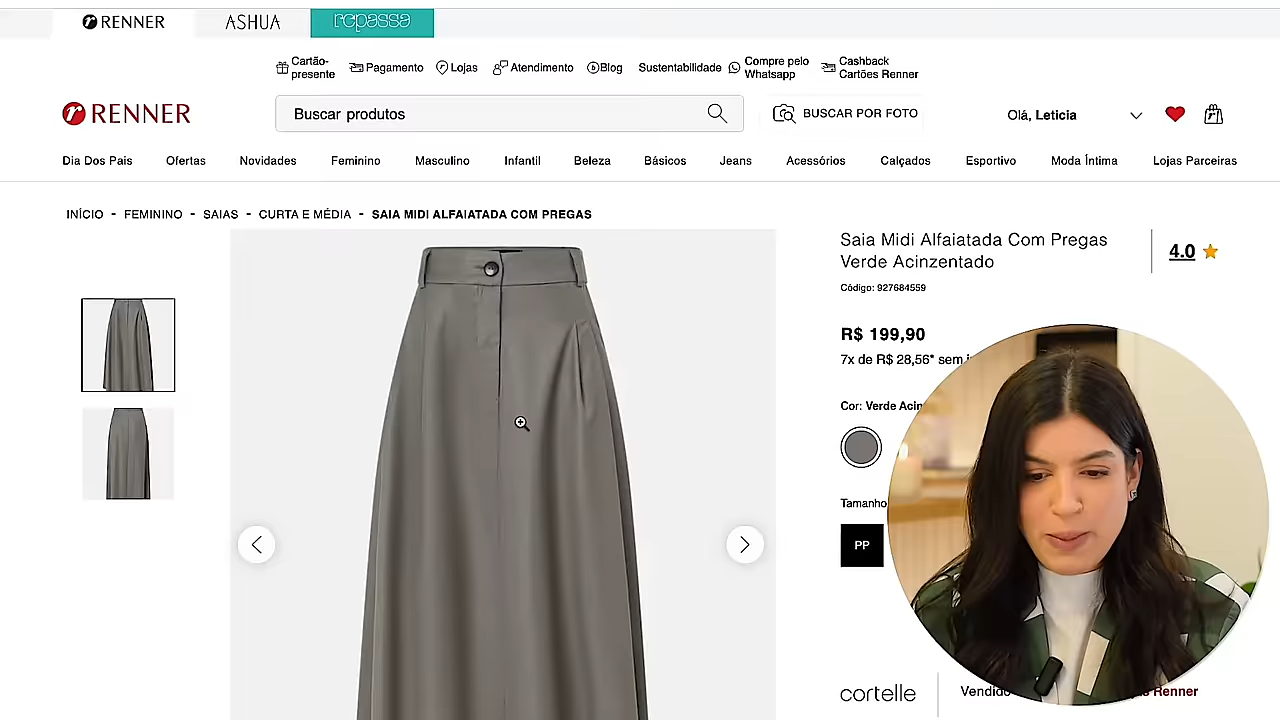 RENNER
ASHUA
repassa
Cartão-
presente
Pagamento
Lojas
Atendimento
Blog
Sustentabilidade
Compre pelo
Whatsapp
Cashback
Cartões Renner
RENNER
Buscar produtos
BUSCAR POR FOTO
Olá, Leticia
Dia Dos Pais
Ofertas
Novidades
Feminino
Masculino
Infantil
Beleza
Básicos
Jeans
Acessórios
Calçados
Esportivo
Moda Íntima
Lojas Parceiras
INÍCIO - FEMININO - SAIAS - CURTA E MÉDIA - SAIA MIDI ALFAIATADA COM PREGAS
Saia Midi Alfaiatada Com Pregas
Verde Acinzentado
4.0
Código: 927684559
R$ 199,90
7x de R$ 28,56* sem
Cor: Verde Acin
Tamanho
PP
cortelle
Vendido
Renner